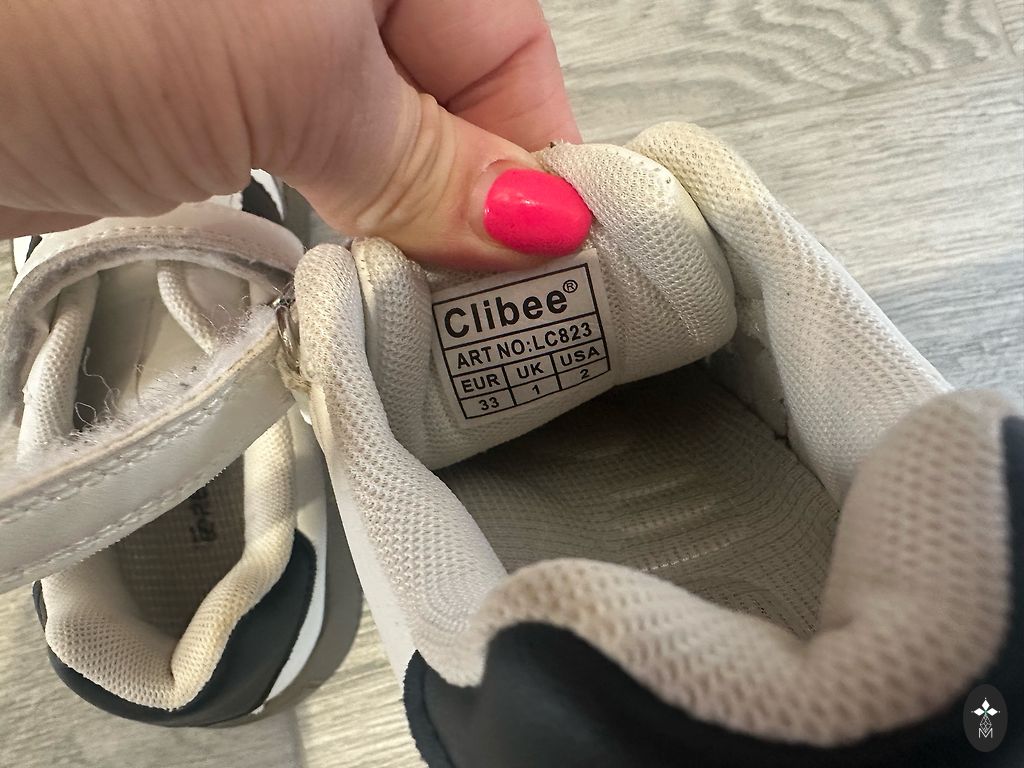 Clibee®
ART NO:LC823
EUR UK USA
33 1 2